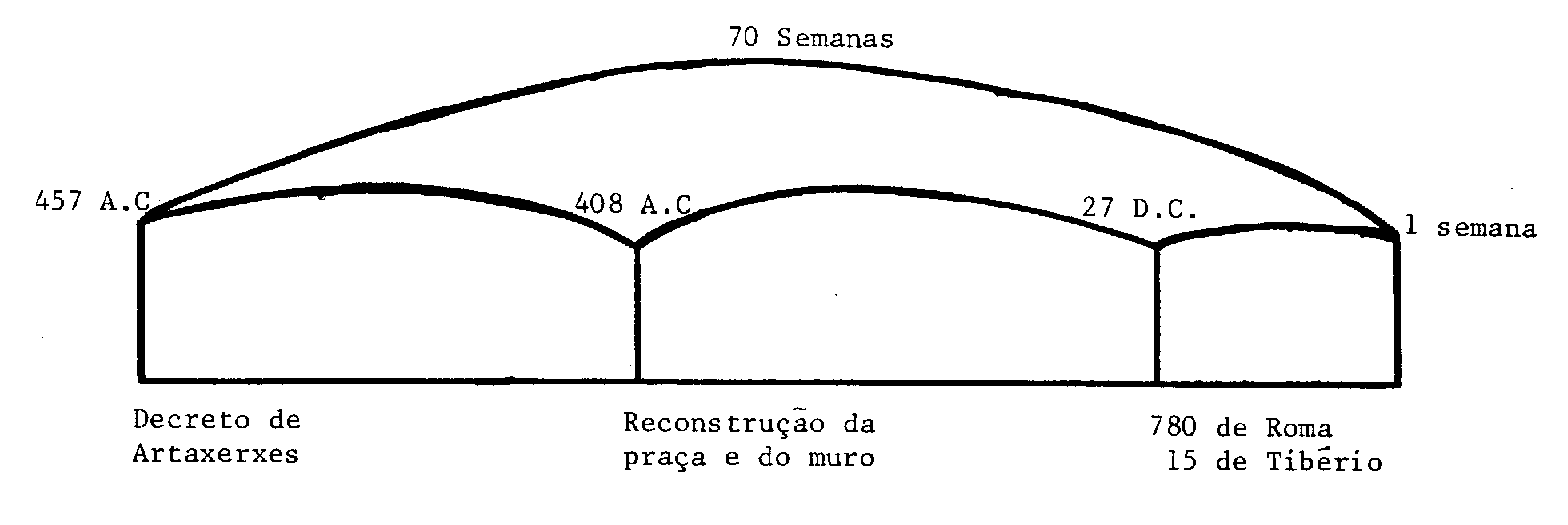 70 Semanas
457 A.C.
408 A.C.
27 D.C.
1 semana
Decreto de
Artaxerxes
Reconstrução da
praça e do muro
780 de Roma
15 de Tibério